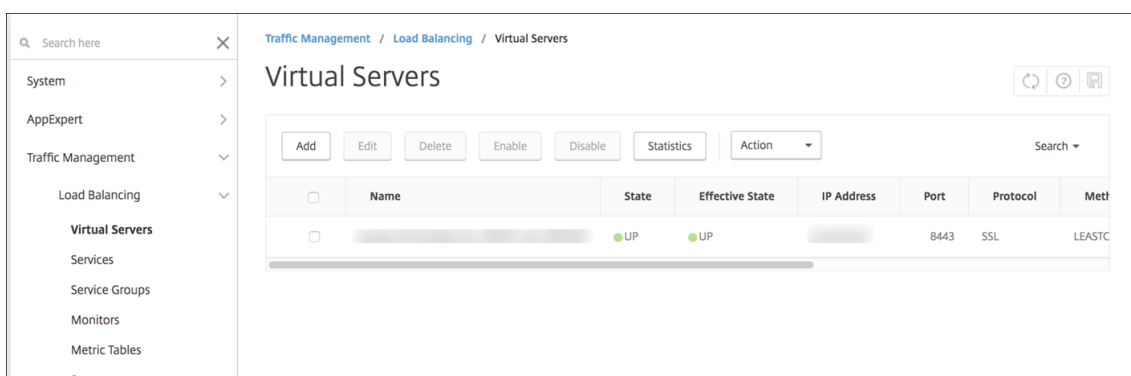 Search here
System
AppExpert
Traffic Management
Load Balancing
Virtual Servers
Services
Service Groups
Monitors
Metric Tables
Traffic Management / Load Balancing / Virtual Servers
Virtual Servers
Add Edit Delete Enable Disable Statistics Action Search
Name State Effective State IP Address Port Protocol Meth
UP UP 8443 SSL LEASTC